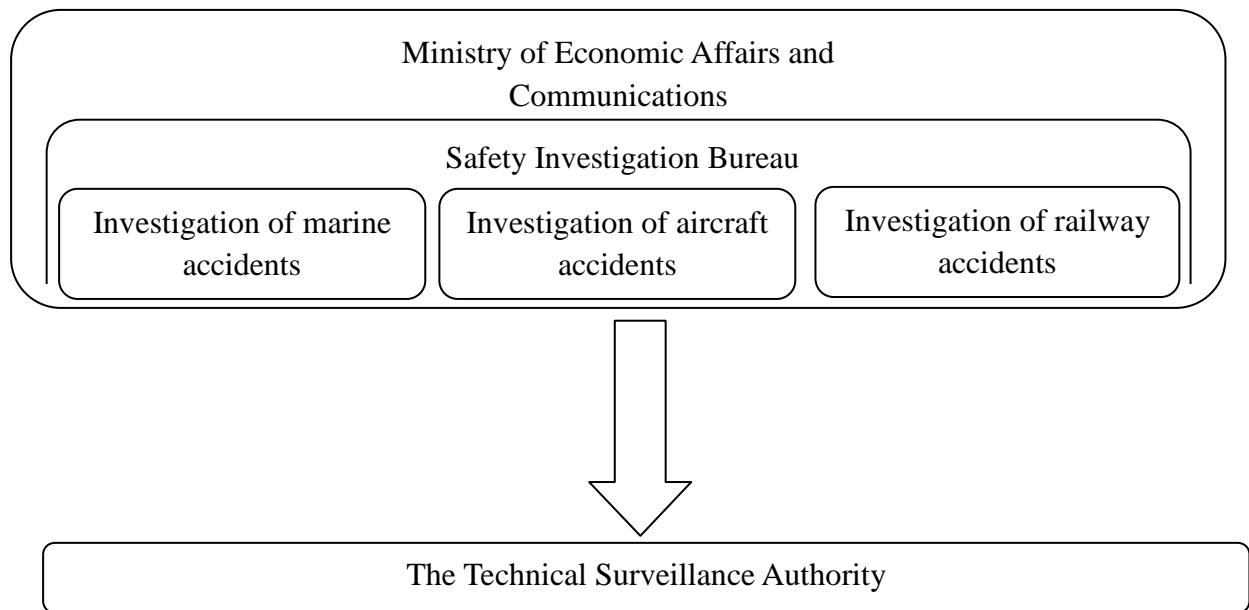 Ministry of Economic Affairs and
Communications
Safety Investigation Bureau
Investigation of marine
accidents
Investigation of aircraft
accidents
Investigation of railway
accidents
The Technical Surveillance Authority